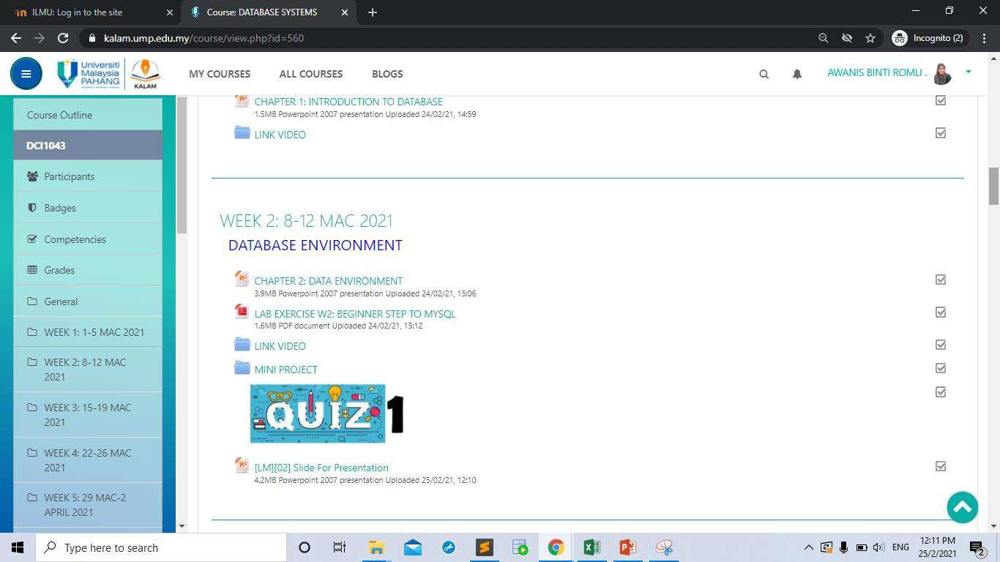 ILMU: Log in to the site
Course: DATABASE SYSTEMS
kalam.ump.edu.my/course/view.php?id=560
Incognito (2)
Universiti
Malaysia
PAHANG
KALAM
MY COURSES
ALL COURSES
BLOGS
AWANIS BINTI ROMLI .
Course Outline
DCI1043
Participants
Badges
Competencies
Grades
General
WEEK 1: 1-5 MAC 2021
WEEK 2: 8-12 MAC
2021
WEEK 3: 15-19 MAC
2021
WEEK 4: 22-26 MAC
2021
WEEK 5: 29 MAC-2
APRIL 2021
CHAPTER 1: INTRODUCTION TO DATABASE
1.5MB Powerpoint 2007 presentation Uploaded 24/02/21, 14:59
LINK VIDEO
WEEK 2: 8-12 MAC 2021
DATABASE ENVIRONMENT
CHAPTER 2: DATA ENVIRONMENT
3.9MB Powerpoint 2007 presentation Uploaded 24/02/21, 15:06
LAB EXERCISE W2: BEGINNER STEP TO MYSQL
1.6MB PDF document Uploaded 24/02/21, 15:12
LINK VIDEO
MINI PROJECT
QUIZ 1
[LM][02] Slide For Presentation
4.2MB Powerpoint 2007 presentation Uploaded 25/02/21, 12:10
Type here to search
ENG
12:11 PM
25/2/2021
2